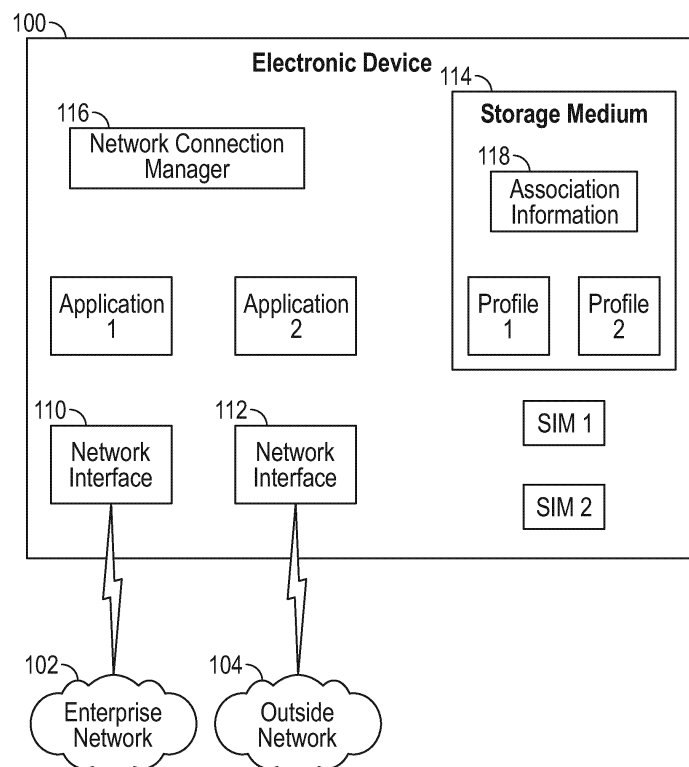 100
Electronic Device
114
116
Storage Medium
Network Connection
Manager
118
Association
Information
Application
1
Application
2
Profile
1
Profile
2
110
112
SIM 1
Network
Interface
Network
Interface
SIM 2
102
104
Enterprise
Network
Outside
Network